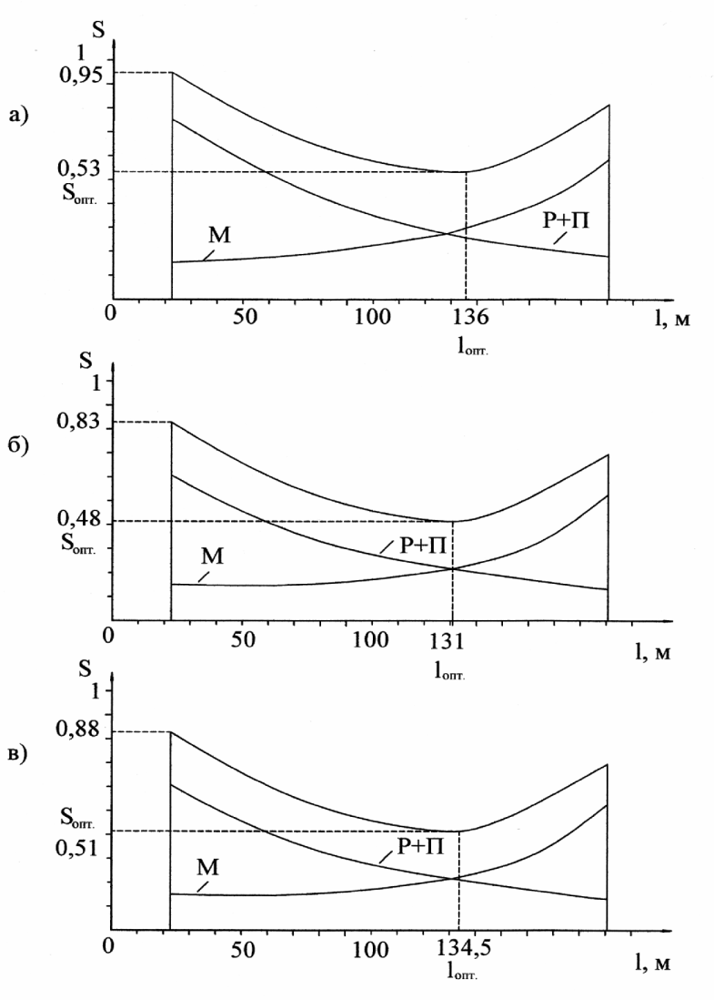 S
1
0,95
а)
0,53
Sопт.
М
Р+П
0 50 100 136 l, м
lопт.
S
1
0,83
б)
0,48
Sопт.
Р+П
М
0 50 100 131 l, м
lопт.
S
1
0,88
в)
Sопт.
0,51
Р+П
М
0 50 100 134,5 l, м
lопт.